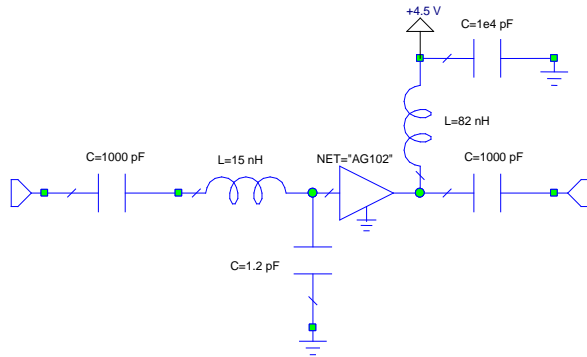 +4.5 V
C=1e4 pF
L=82 nH
C=1000 pF
L=15 nH
NET="AG102"
C=1000 pF
C=1.2 pF